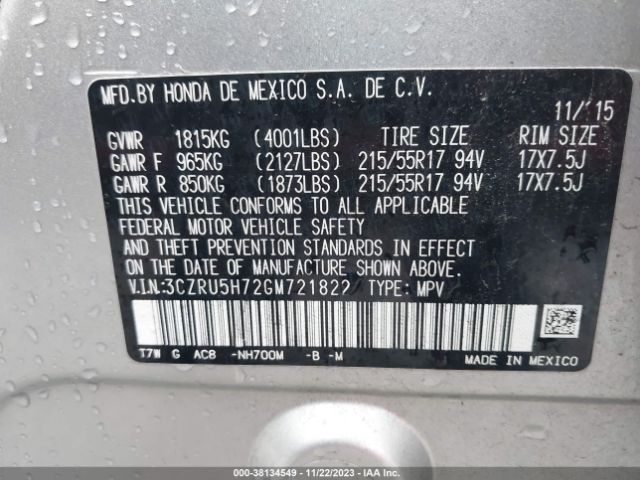 MFD.BY HONDA DE MEXICO S.A. DE C.V.
11/ 15
GVWR 1815KG (4001LBS) TIRE SIZE RIM SIZE
GAWR F 965KG (2127LBS) 215/55R17 94V 17X7.5J
GAWR R 850KG (1873LBS) 215/55R17 94V 17X7.5J
THIS VEHICLE CONFORMS TO ALL APPLICABLE
FEDERAL MOTOR VEHICLE SAFETY
AND THEFT PREVENTION STANDARDS IN EFFECT
ON THE DATE OF MANUFACTURE SHOWN ABOVE.
V.I.N.:3CZRU5H72GM721822 TYPE: MPV
T7W G AC8 -NH700M -B -M
MADE IN MEXICO
000-38134549 - 11/22/2023 - IAAI.COM